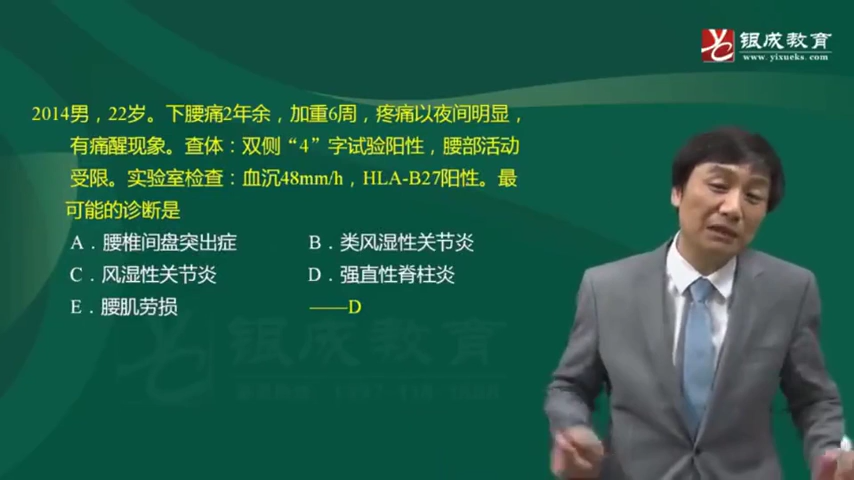 银成教育
www.yixueks.com
2014男，22岁。下腰痛2年余，加重6周，疼痛以夜间明显，
有痛醒现象。查体：双侧“4”字试验阳性，腰部活动
受限。实验室检查：血沉48mm/h，HLA-B27阳性。最
可能的诊断是
A．腰椎间盘突出症 B．类风湿性关节炎
C．风湿性关节炎 D．强直性脊柱炎
E．腰肌劳损 ——D
银成教育